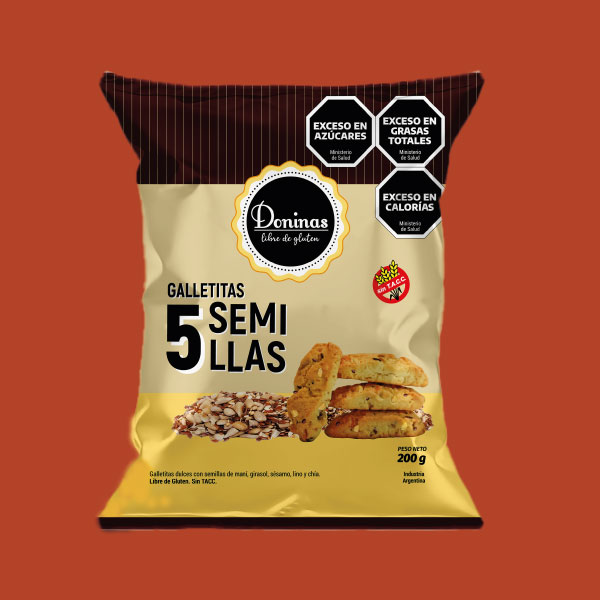 EXCESO EN
AZÚCARES
Ministerio
de Salud
EXCESO EN
GRASAS
TOTALES
Ministerio
de Salud
EXCESO EN
CALORÍAS
Ministerio
de Salud
Doninas
libre de gluten
sin T.A.C.C.
GALLETITAS
5 SEMI
LLAS
PESO NETO
200 g
Galletitas dulces con semillas de maní, girasol, sésamo, lino y chía.
Libre de Gluten. Sin TACC.
Industria
Argentina